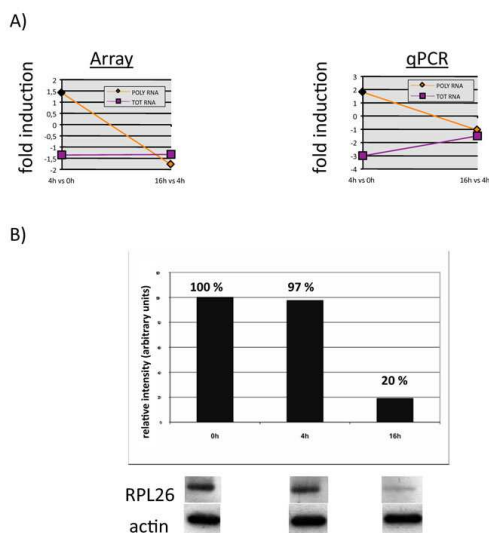 A)
Array
fold induction
2
1,5
1
0,5
0
-0,5
-1
-1,5
-2
POLY RNA
TOT RNA
4h vs 0h
16h vs 4h
qPCR
fold induction
3
2
1
0
-1
-2
-3
-4
POLY RNA
TOT RNA
4h vs 0h
16h vs 4h
B)
relative intensity (arbitrary units)
100 %
97 %
20 %
0h
4h
16h
RPL26
actin